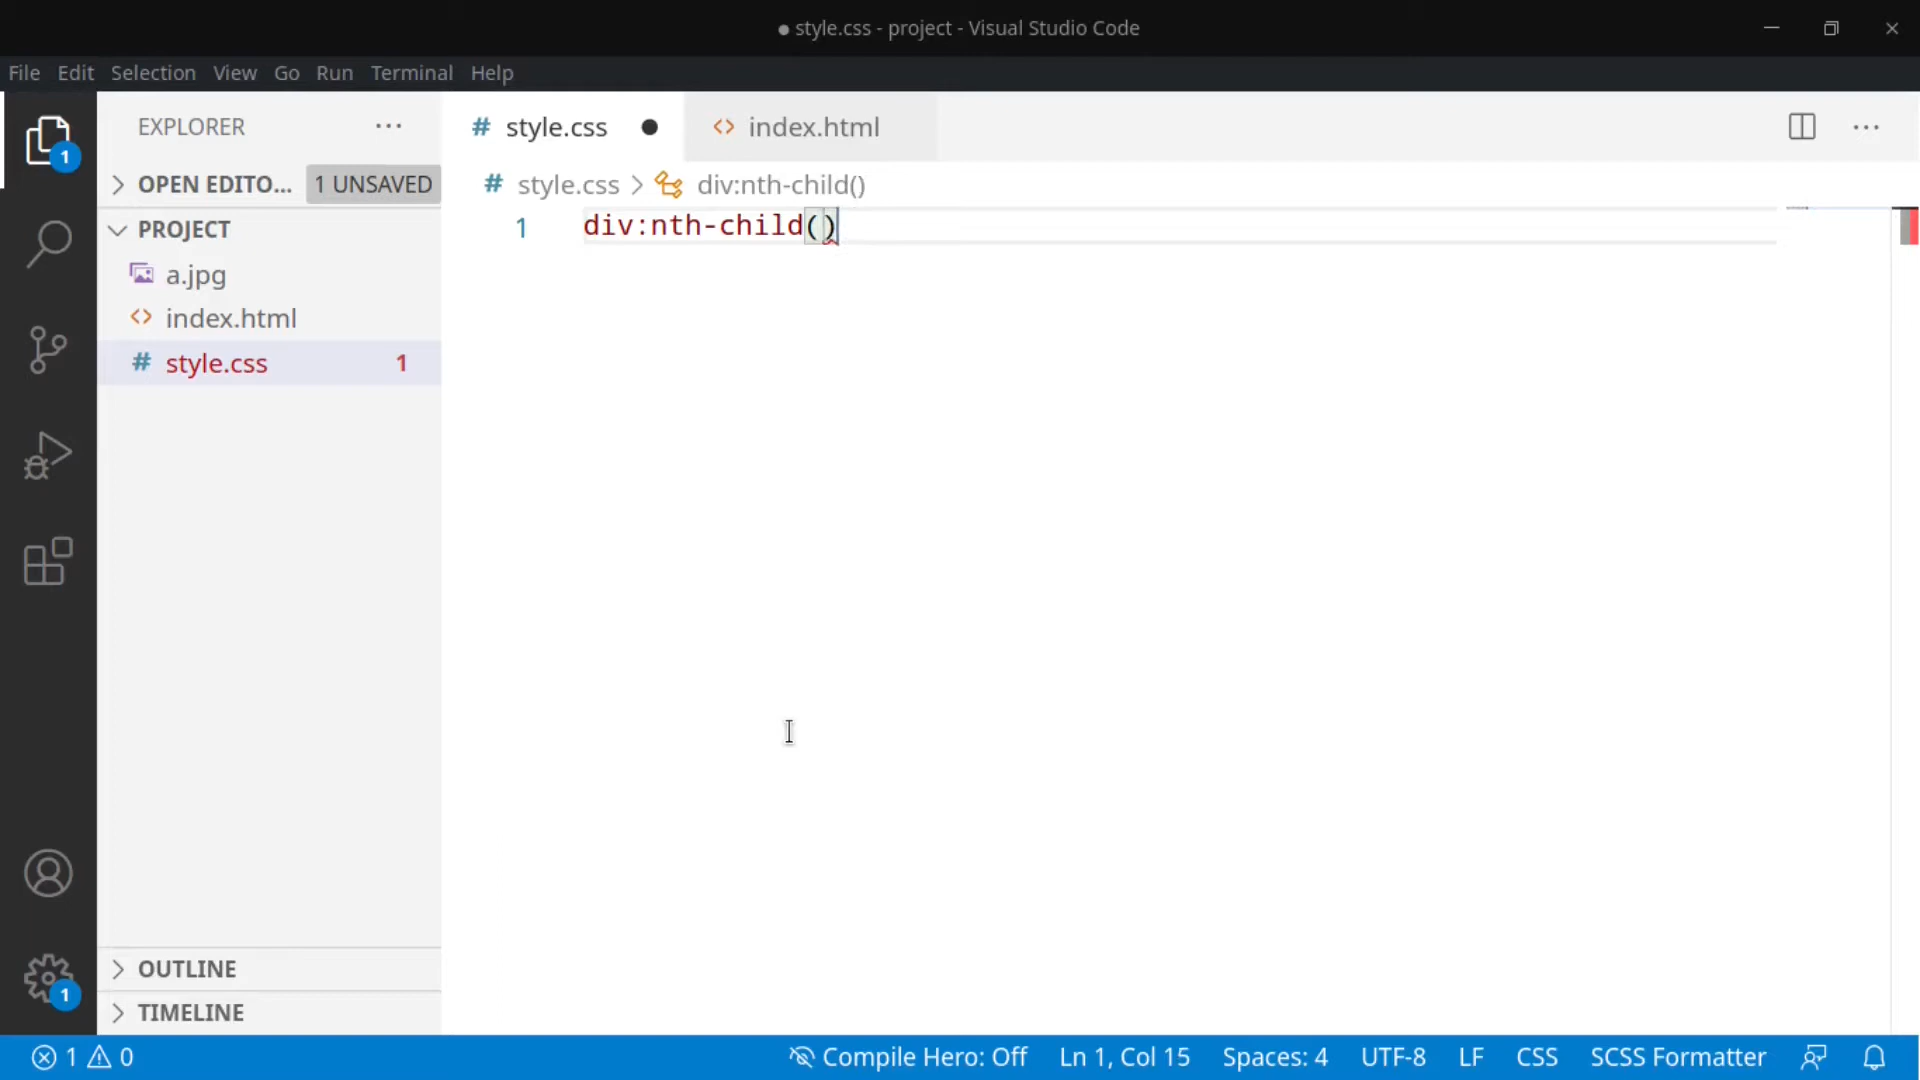 ● style.css - project - Visual Studio Code
File Edit Selection View Go Run Terminal Help
EXPLORER ···
OPEN EDITO... 1 UNSAVED
PROJECT
a.jpg
index.html
# style.css 1
OUTLINE
TIMELINE
# style.css ●
<> index.html
# style.css > div:nth-child()
1 div:nth-child()
1
1
1 0
Compile Hero: Off
Ln 1, Col 15
Spaces: 4
UTF-8
LF
CSS
SCSS Formatter